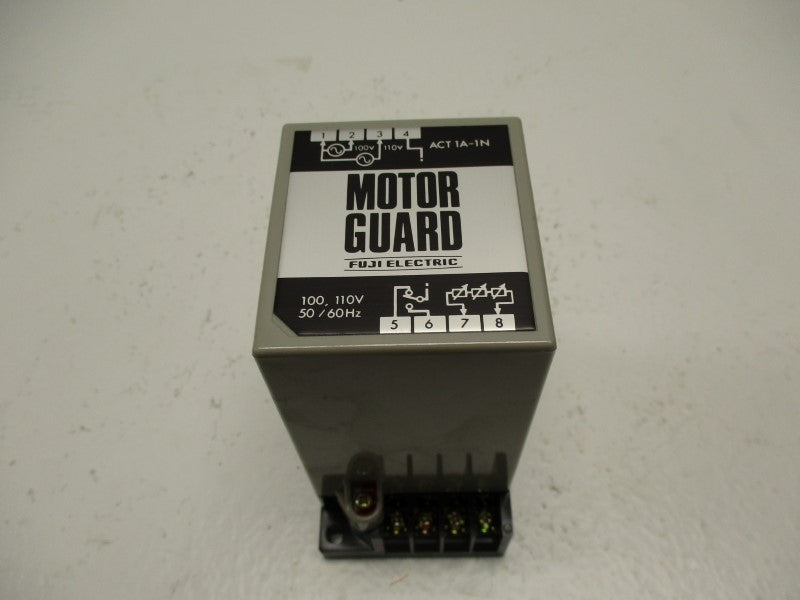 1 2 3 4
100V 110V
ACT 1A-1N
MOTOR
GUARD
FUJI ELECTRIC
100, 110V
50/60Hz
5 6 7 8